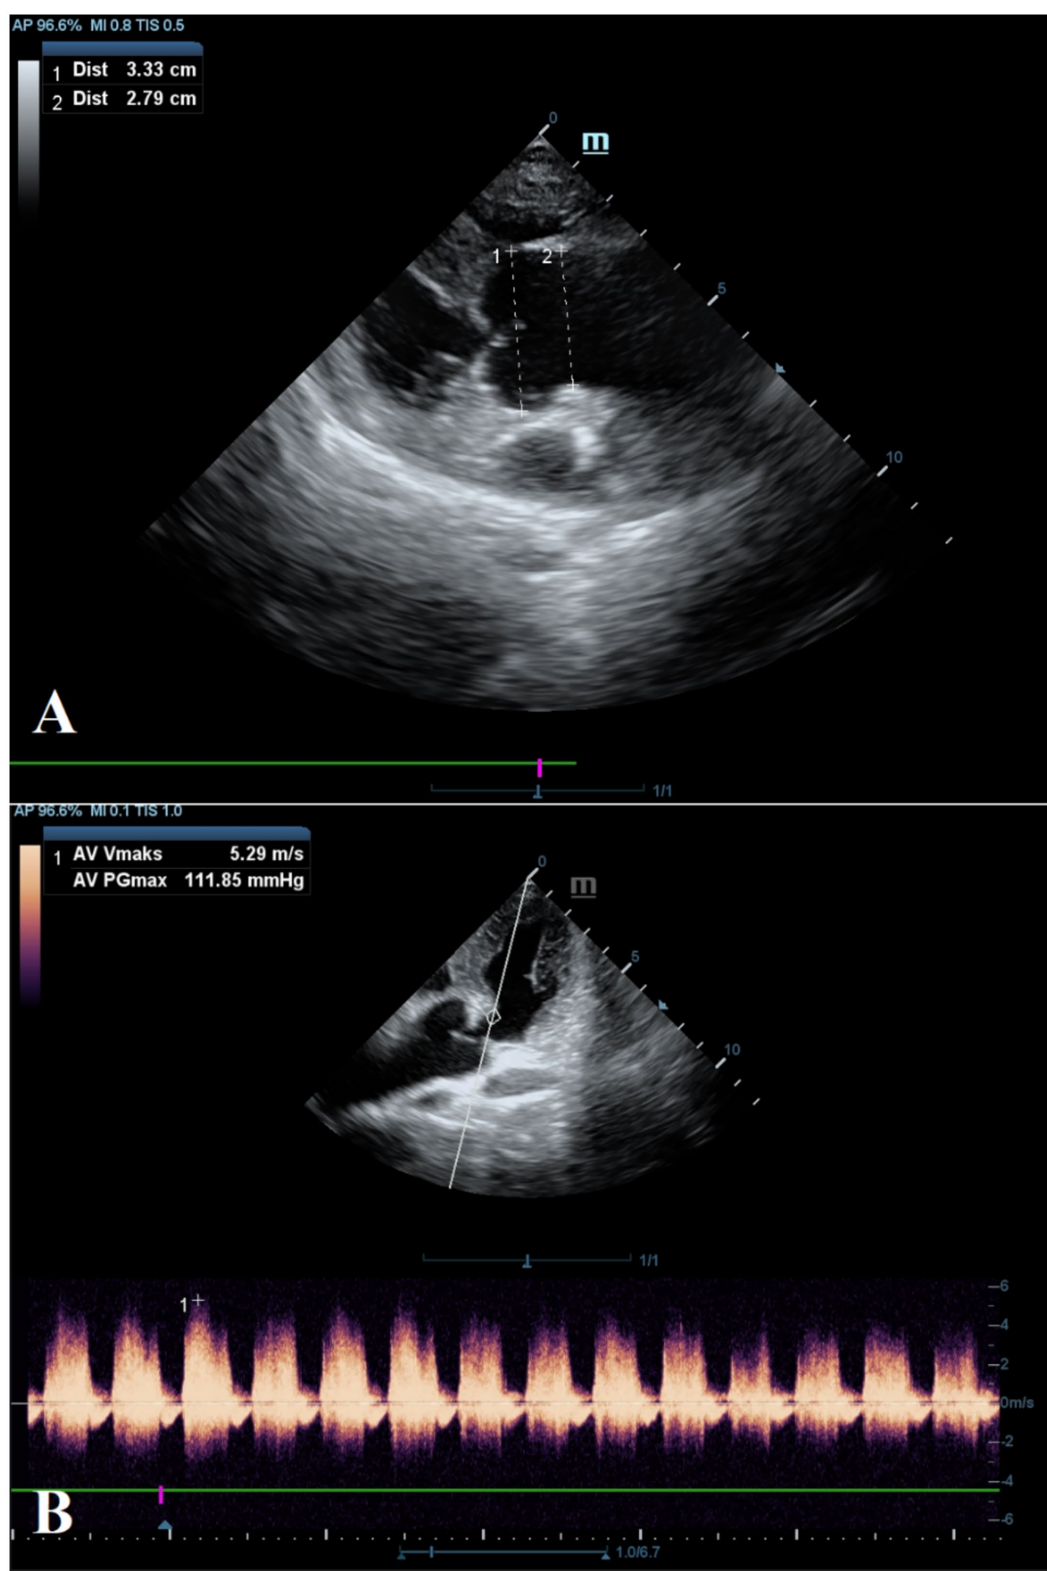 AP 96.6% MI 0.8 TIS 0.5
1 Dist 3.33 cm
2 Dist 2.79 cm
0
m
1 2
5
10
A
1/1
AP 96.6% MI 0.1 TIS 1.0
1 AV Vmaks 5.29 m/s
AV PGmax 111.85 mmHg
0
m
5
10
1/1
6
1
4
2
0m/s
-2
-4
B
-6
1.0/6.7